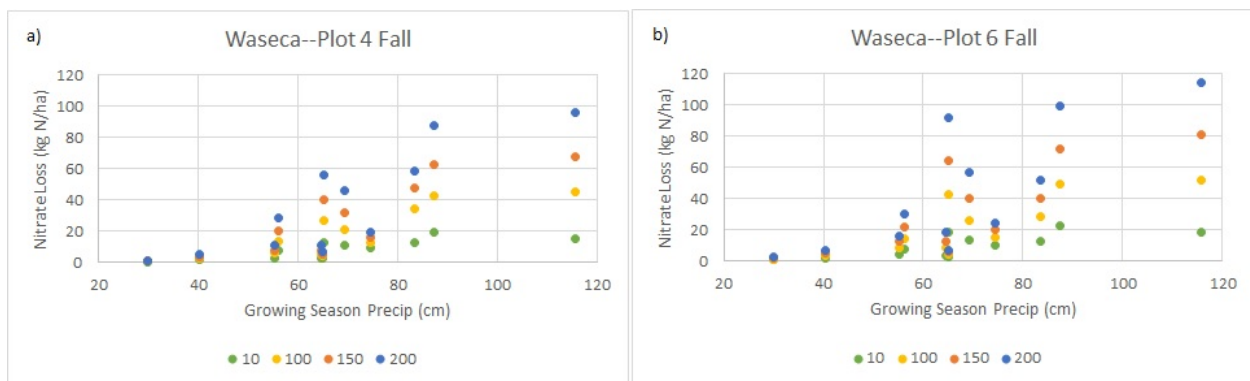 a)
Waseca--Plot 4 Fall
120
100
80
60
40
20
0
Nitrate Loss (kg N/ha)
20 40 60 80 100 120
Growing Season Precip (cm)
10 100 150 200
b)
Waseca--Plot 6 Fall
120
100
80
60
40
20
0
Nitrate Loss (kg N/ha)
20 40 60 80 100 120
Growing Season Precip (cm)
10 100 150 200